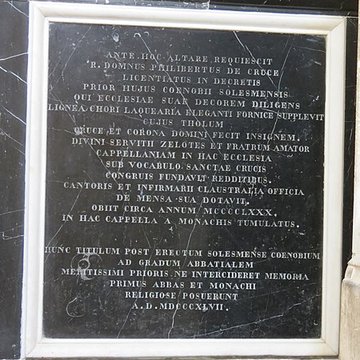 ANTE HOC ALTARE REQUIESCIT
R. DOMNUS PHILIBERTUS DE CRUCE
LICENTIATUS IN DECRETIS
PRIOR HUJUS COENOBII SOLESMENSIS
QUI ECCLESIAE SUAE DECOREM DILIGENS
LIGNEA CHORI LAQUEARIA ELEGANTI FORNICE SUPPLEVIT
CUJUS THOLUM
CRUCE ET CORONA DOMINI FECIT INSIGNEM.
DIVINI SERVITII ZELOTES ET FRATRUM AMATOR
CAPPELLANIAM IN HAC ECCLESIA
SUB VOCABULO SANCTAE CRUCIS
CONGRUIS FUNDAVIT REDDITIBUS.
CANTORIS ET INFIRMARII CLAUSTRALIA OFFICIA
DE MENSA SUA DOTAVIT.
OBIIT CIRCA ANNUM MCCCCLXXX.
IN HAC CAPPELLA A MONACHIS TUMULATUS.
HUNC TITULUM POST ERECTUM SOLESMENSE COENOBIUM
AD GRADUM ABBATIALEM
MERITISSIMI PRIORIS NE INTERCIDERET MEMORIA
PRIMUS ABBAS ET MONACHI
RELIGIOSE POSUERUNT
A. D. MDCCCXLVII.